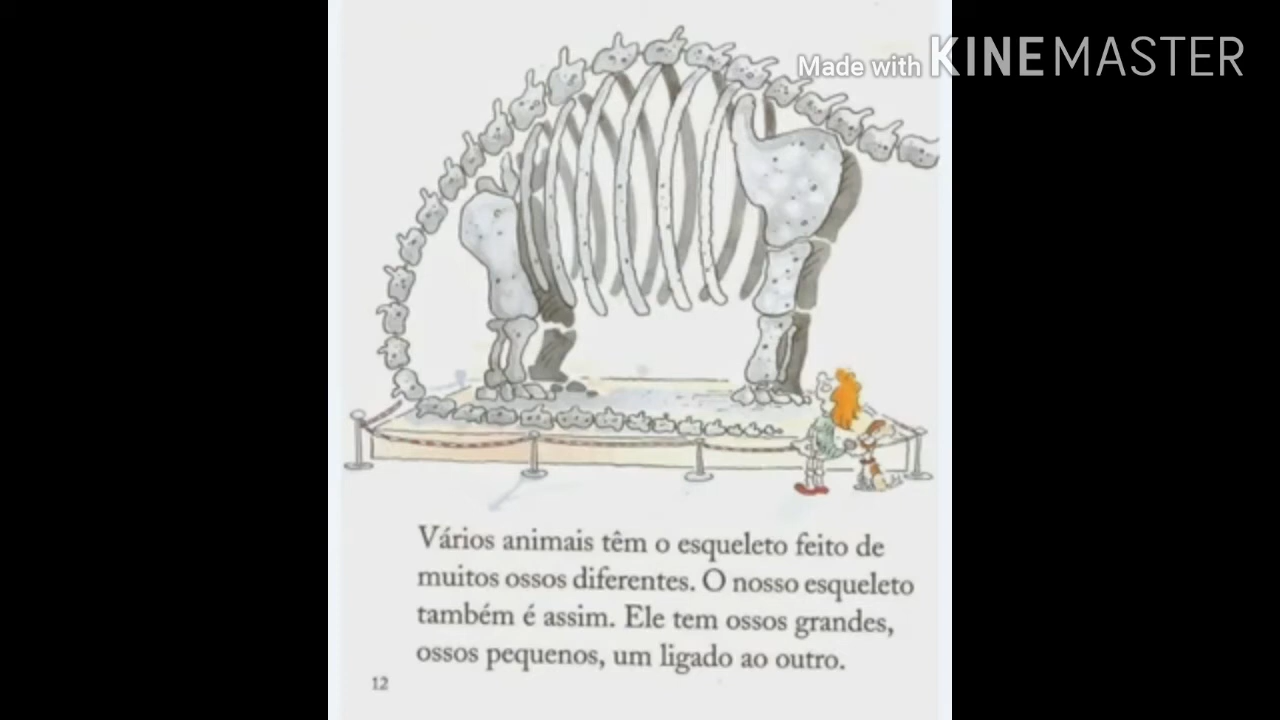 Made with KINEMASTER
Vários animais têm o esqueleto feito de
muitos ossos diferentes. O nosso esqueleto
também é assim. Ele tem ossos grandes,
ossos pequenos, um ligado ao outro.
12